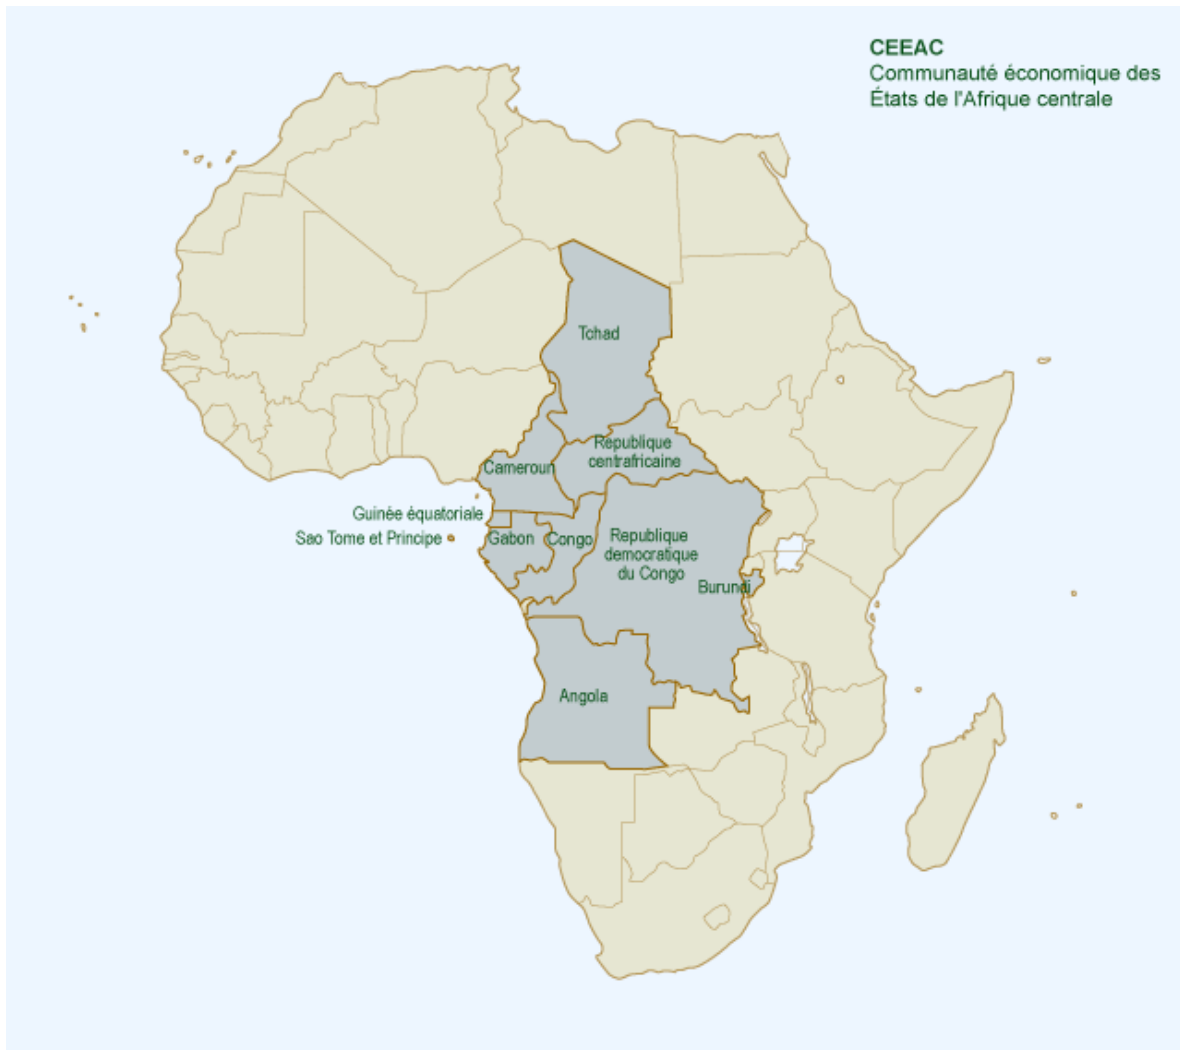 CEEAC
Communauté économique des
États de l'Afrique centrale
Tchad
Republique
centrafricaine
Cameroun
Guinée équatoriale
Sao Tome et Principe
Gabon
Congo
Republique
democratique
du Congo
Burundi
Angola